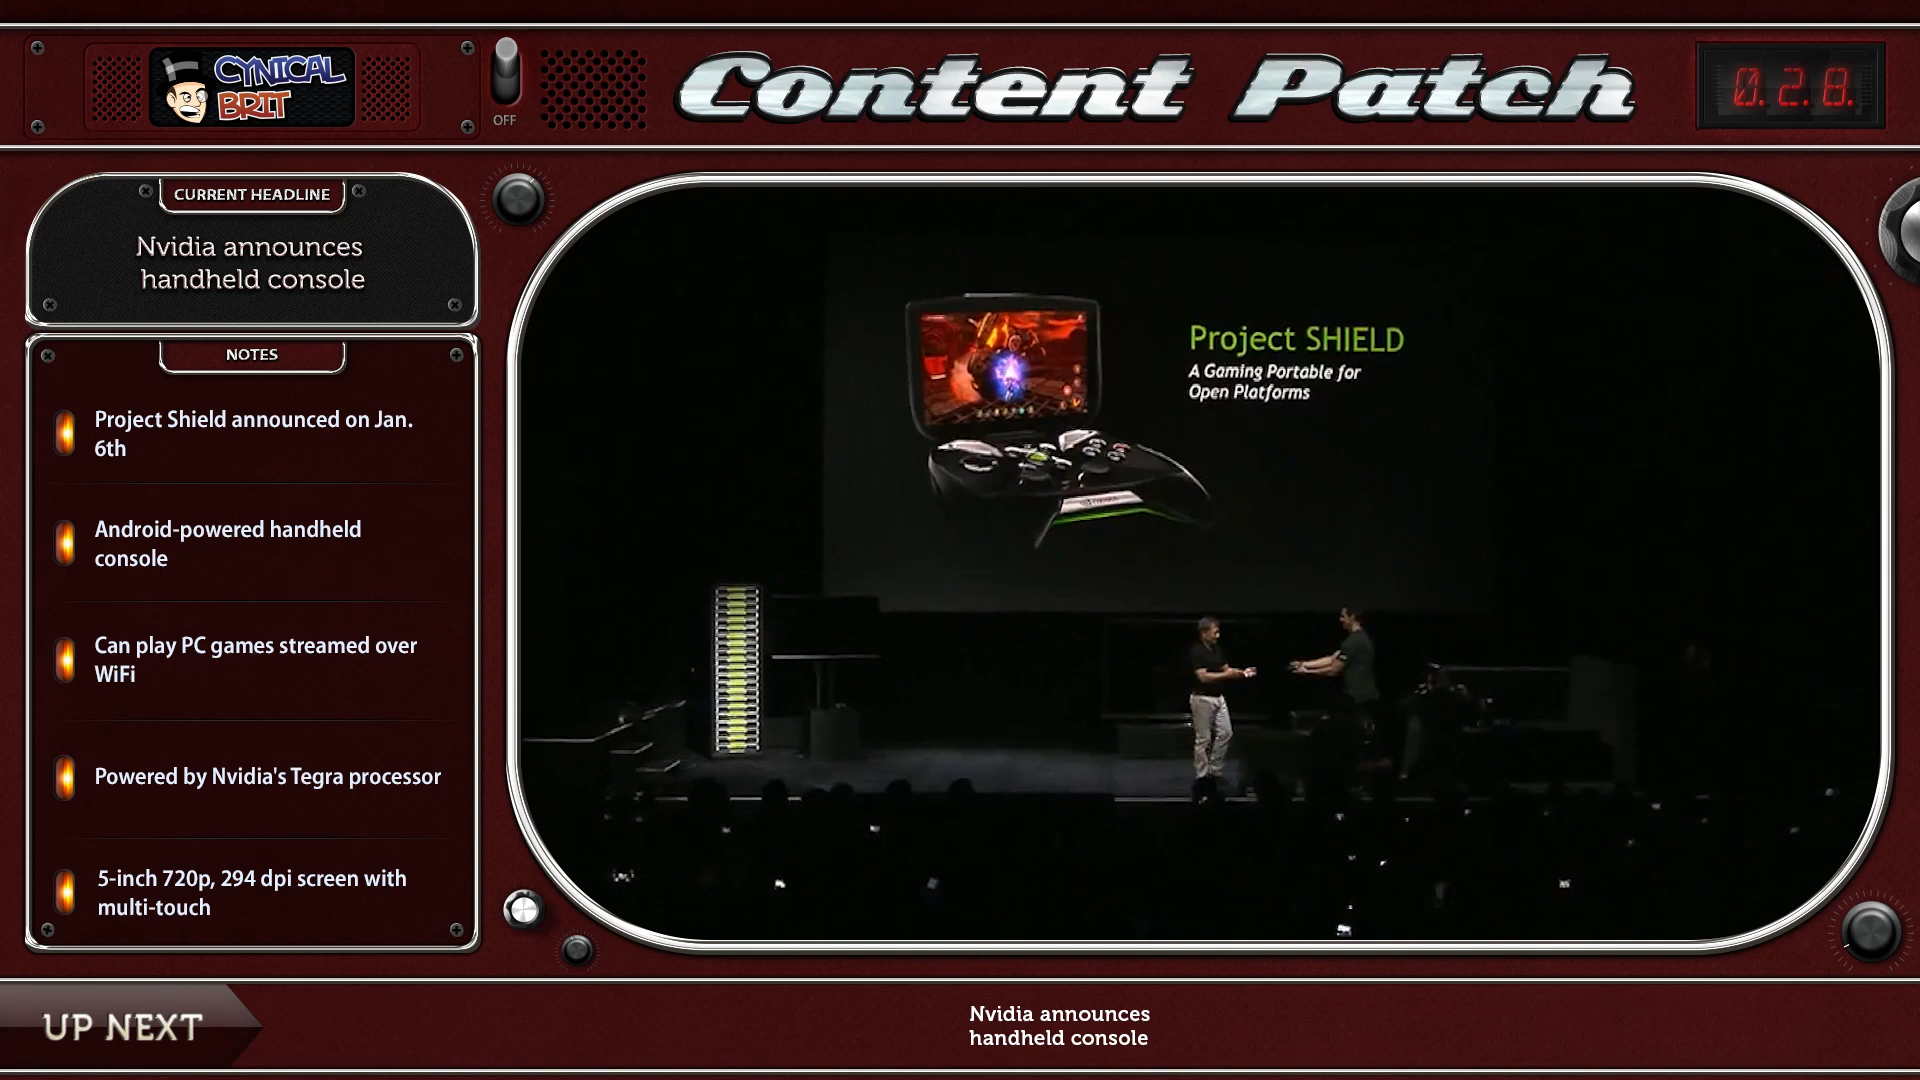 CYNICAL
BRIT
OFF
Content Patch
0.2.8.
CURRENT HEADLINE
Nvidia announces
handheld console
NOTES
Project Shield announced on Jan.
6th
Android-powered handheld
console
Can play PC games streamed over
WiFi
Powered by Nvidia's Tegra processor
5-inch 720p, 294 dpi screen with
multi-touch
Project SHIELD
A Gaming Portable for
Open Platforms
UP NEXT
Nvidia announces
handheld console